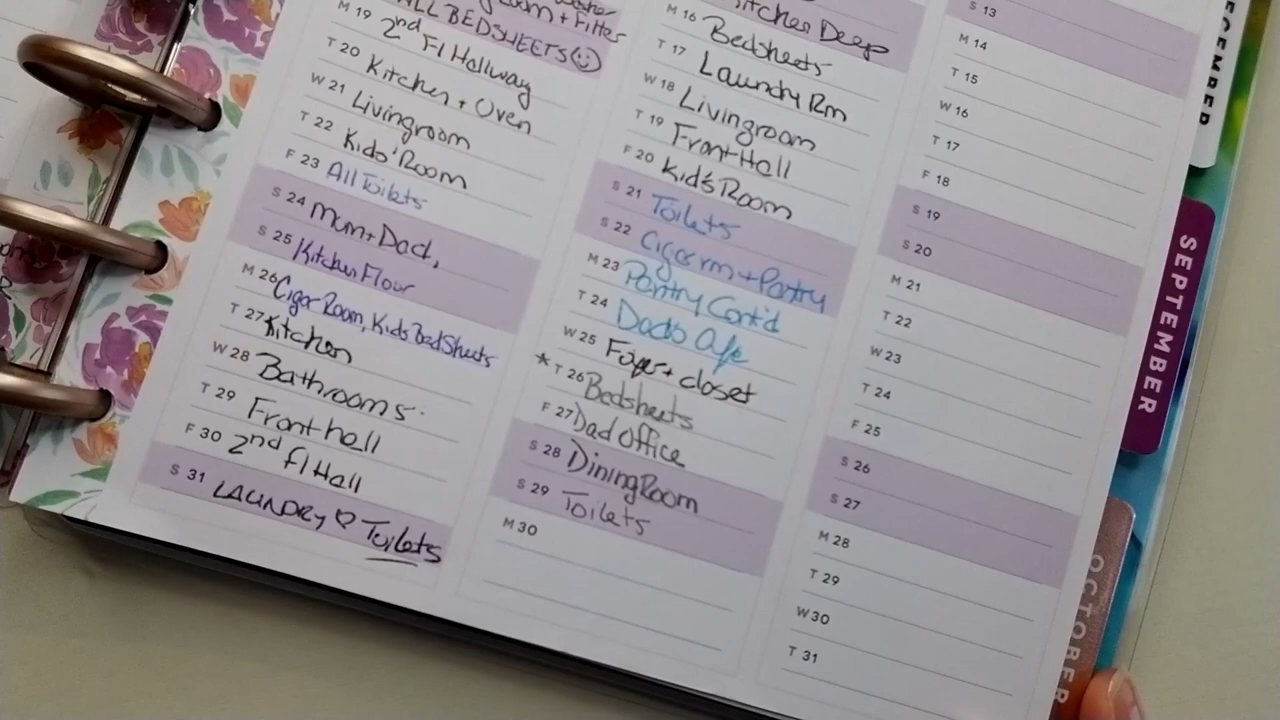 M 19 ALL BEDSHEETS
T 20 2nd Fl Hallway
W 21 Kitchen + Oven
T 22 Livingroom
F 23 Kids' Room
S 24 All Toilets
S 25 Mum+Dad,
M 26 Kitchen Floor
T 27 Cigar Room, Kids BedSheets
W 28 Kitchen
T 29 Bathrooms
F 30 Front hall
S 31 2nd fl Hall
LAUNDRY ♡ Toilets
M 16 Kitchen Deep
T 17 Bedsheets
W 18 Laundry Rm
T 19 Livingroom
F 20 Front Hall
S 21 Kid's Room
S 22 Toilets
M 23 Cigar rm + Pantry
T 24 Pantry Cont'd
W 25 Dad's Ofc
* T 26 Foyer + closet
F 27 Bedsheets
S 28 Dad Office
S 29 Dining Room
M 30 Toilets
S 13
M 14
T 15
W 16
T 17
F 18
S 19
S 20
M 21
T 22
W 23
T 24
F 25
S 26
S 27
M 28
T 29
W 30
T 31
SEPTEMBER
OCTOBER